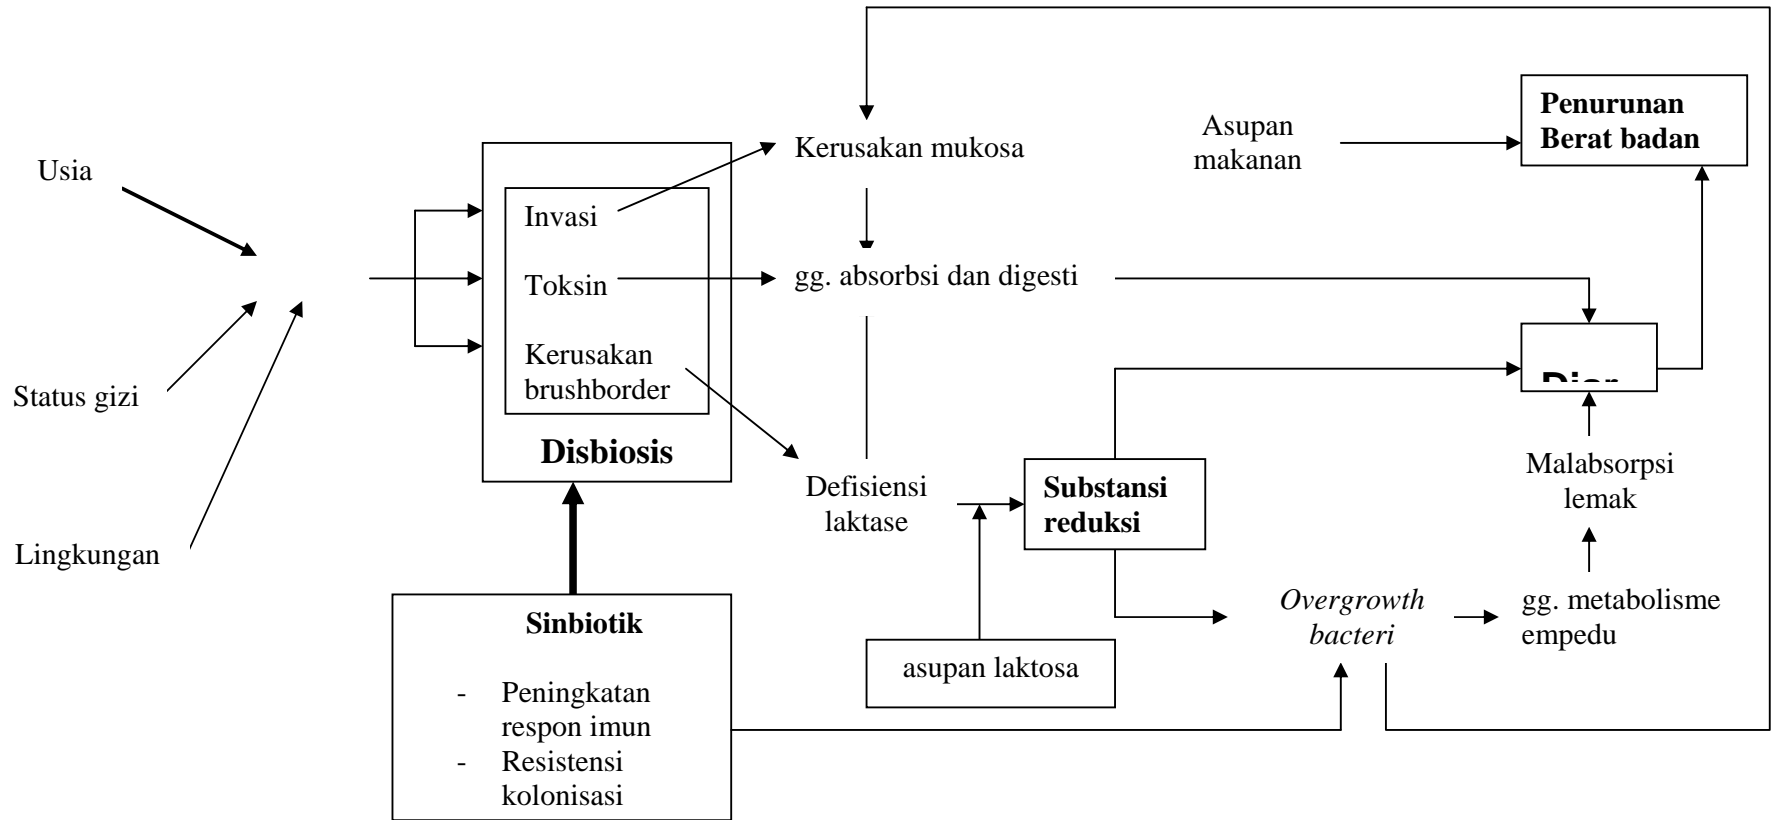 Usia
Status gizi
Lingkungan
Invasi
Toksin
Kerusakan
brushborder
Disbiosis
Sinbiotik
- Peningkatan
respon imun
- Resistensi
kolonisasi
Kerusakan mukosa
gg. absorbsi dan digesti
Defisiensi
laktase
asupan laktosa
Substansi
reduksi
Asupan
makanan
Penurunan
Berat badan
Malabsorpsi
lemak
Overgrowth
bacteri
gg. metabolisme
empedu